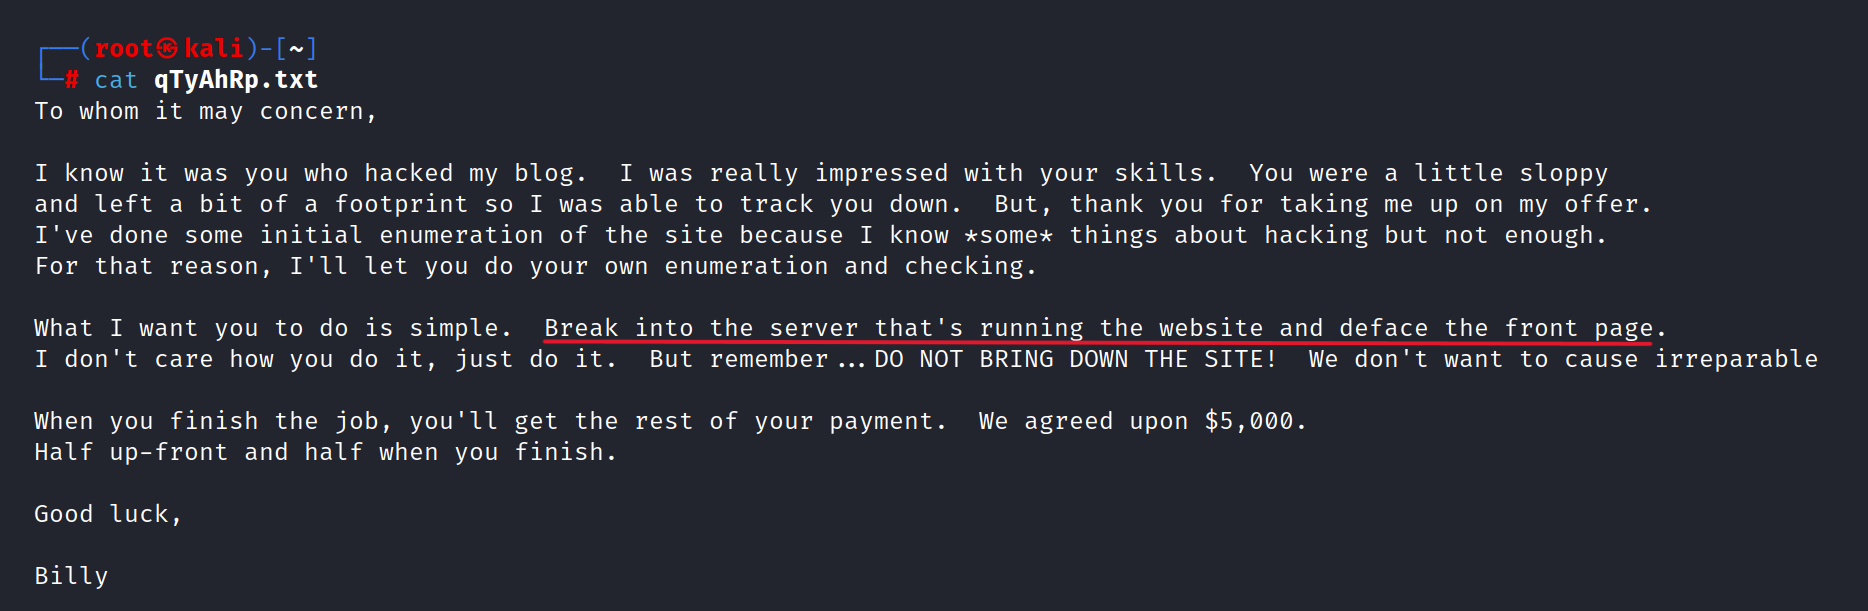 ┌──(root㉿kali)-[~]
└─# cat qTyAhRp.txt
To whom it may concern,
I know it was you who hacked my blog.  I was really impressed with your skills.  You were a little sloppy
and left a bit of a footprint so I was able to track you down.  But, thank you for taking me up on my offer.
I've done some initial enumeration of the site because I know *some* things about hacking but not enough.
For that reason, I'll let you do your own enumeration and checking.
What I want you to do is simple.  Break into the server that's running the website and deface the front page.
I don't care how you do it, just do it.  But remember...DO NOT BRING DOWN THE SITE!  We don't want to cause irreparable
When you finish the job, you'll get the rest of your payment.  We agreed upon $5,000.
Half up-front and half when you finish.
Good luck,
Billy